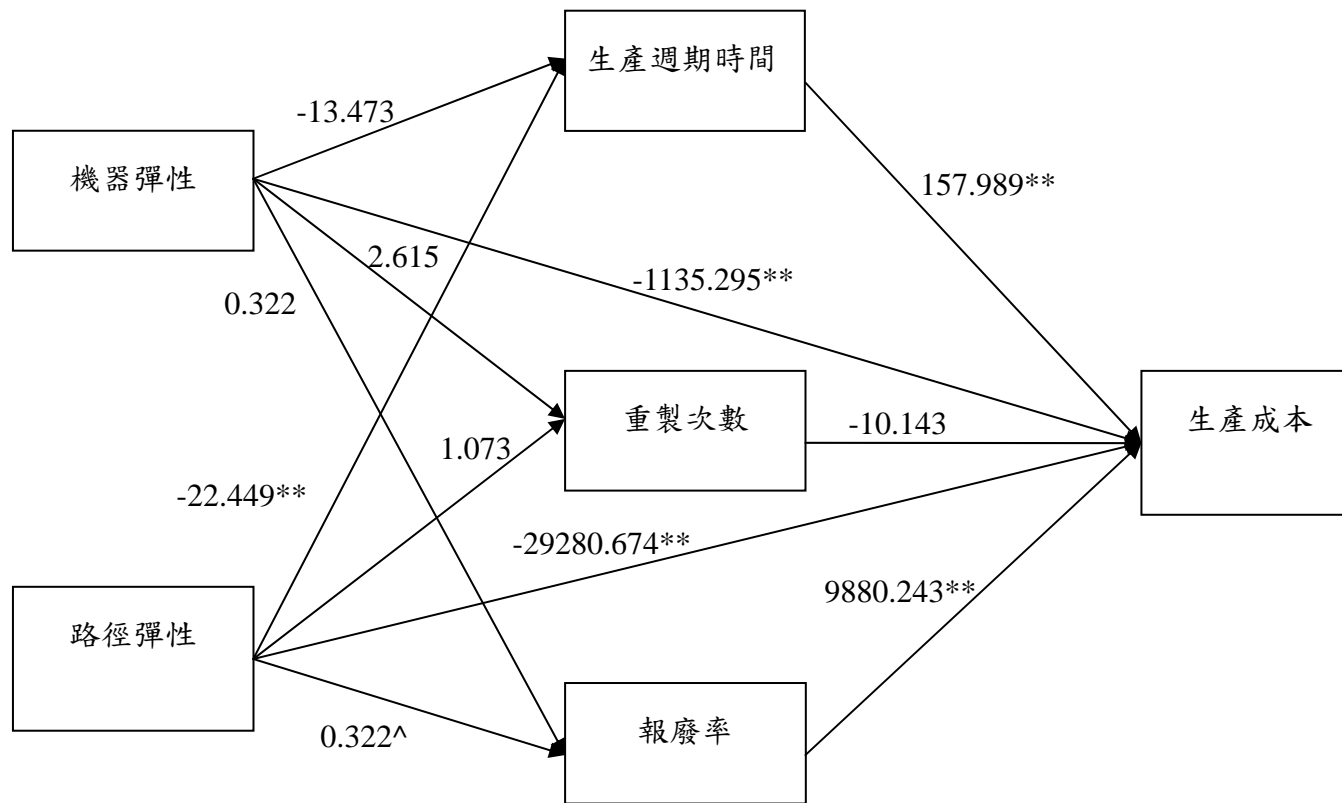 生產週期時間
-13.473
機器彈性
157.989**
2.615
-1135.295**
0.322
重製次數
-10.143
生產成本
1.073
-22.449**
-29280.674**
9880.243**
路徑彈性
0.322^
報廢率